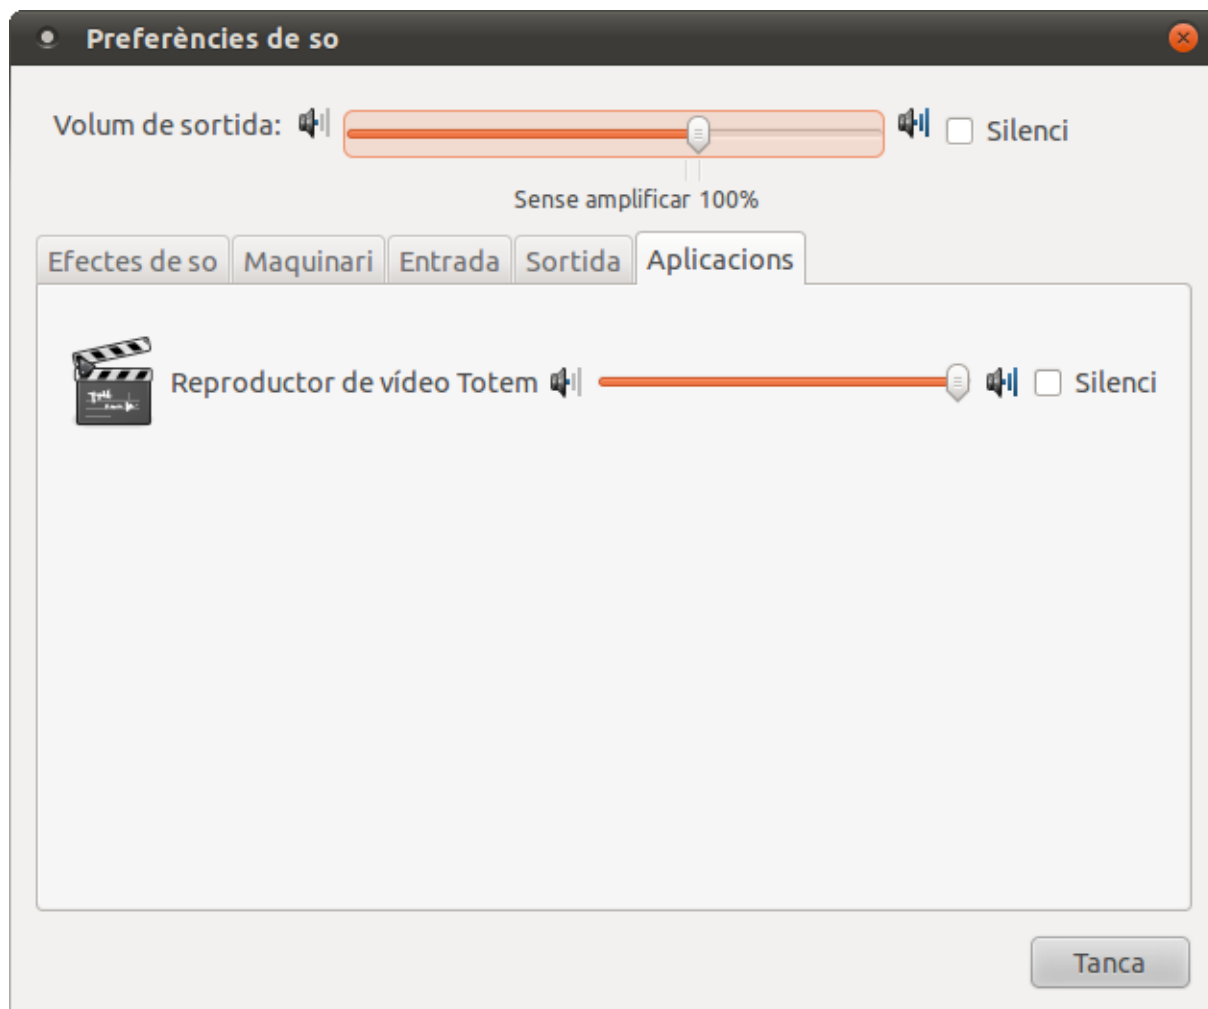 Preferències de so
Volum de sortida: Silenci
Sense amplificar 100%
Efectes de so Maquinari Entrada Sortida Aplicacions
Reproductor de vídeo Totem Silenci
Tanca